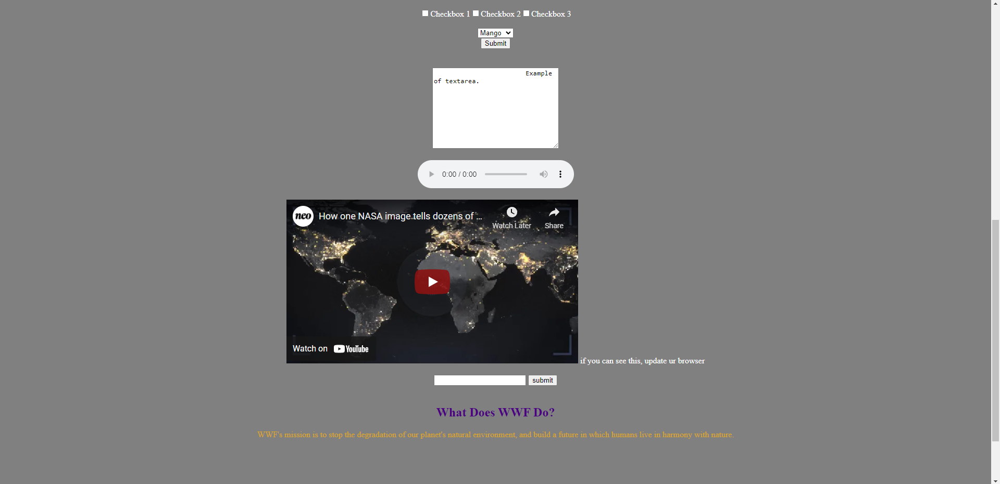 Checkbox 1 Checkbox 2 Checkbox 3
Mango
Submit
Example
of textarea.
0:00 / 0:00
neo How one NASA image tells dozens of ...
Watch Later Share
Watch on YouTube
if you can see this, update ur browser
submit
What Does WWF Do?
WWF's mission is to stop the degradation of our planet's natural environment, and build a future in which humans live in harmony with nature.